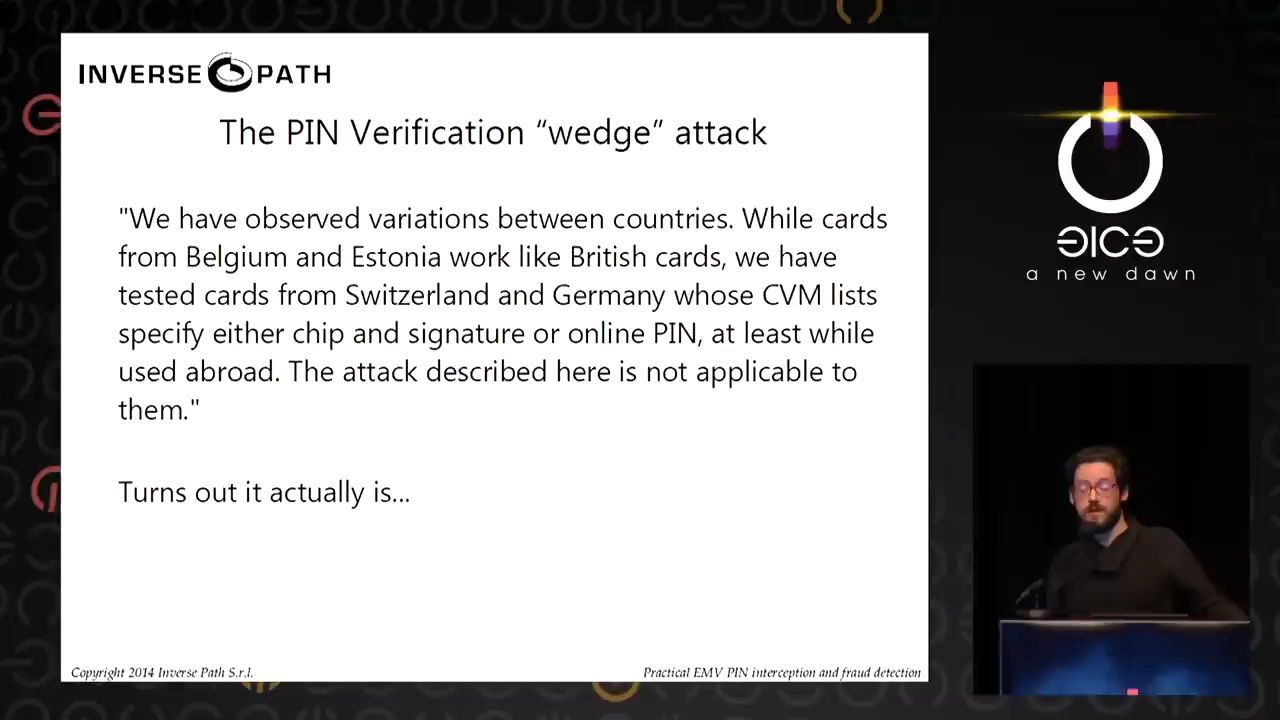 INVERSE PATH
The PIN Verification “wedge” attack
"We have observed variations between countries. While cards
from Belgium and Estonia work like British cards, we have
tested cards from Switzerland and Germany whose CVM lists
specify either chip and signature or online PIN, at least while
used abroad. The attack described here is not applicable to
them."
Turns out it actually is...
Copyright 2014 Inverse Path S.r.l.
Practical EMV PIN interception and fraud detection
ƎICE
a new dawn